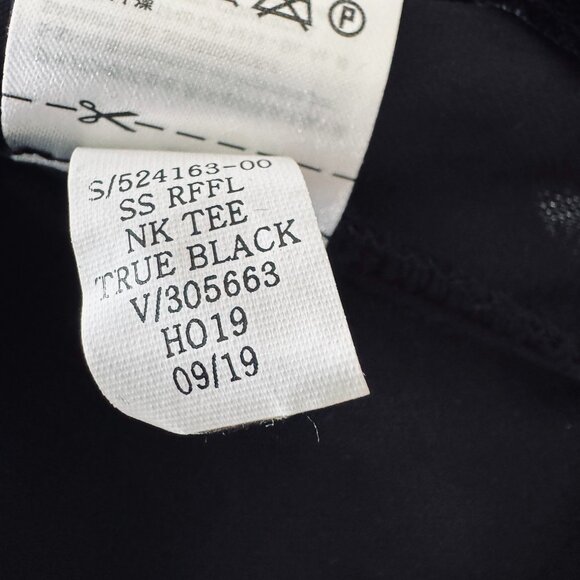 P
S/524163-00
SS RFFL
NK TEE
TRUE BLACK
V/305663
HO19
09/19